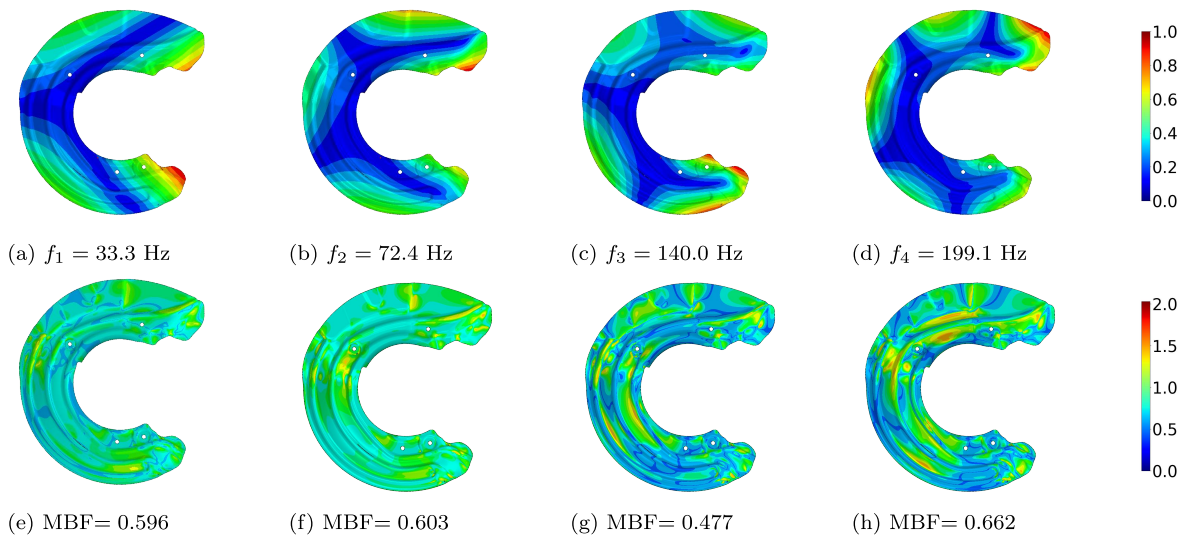 1.0
0.8
0.6
0.4
0.2
0.0
(a) f₁ = 33.3 Hz
(b) f₂ = 72.4 Hz
(c) f₃ = 140.0 Hz
(d) f₄ = 199.1 Hz
2.0
1.5
1.0
0.5
0.0
(e) MBF= 0.596
(f) MBF= 0.603
(g) MBF= 0.477
(h) MBF= 0.662